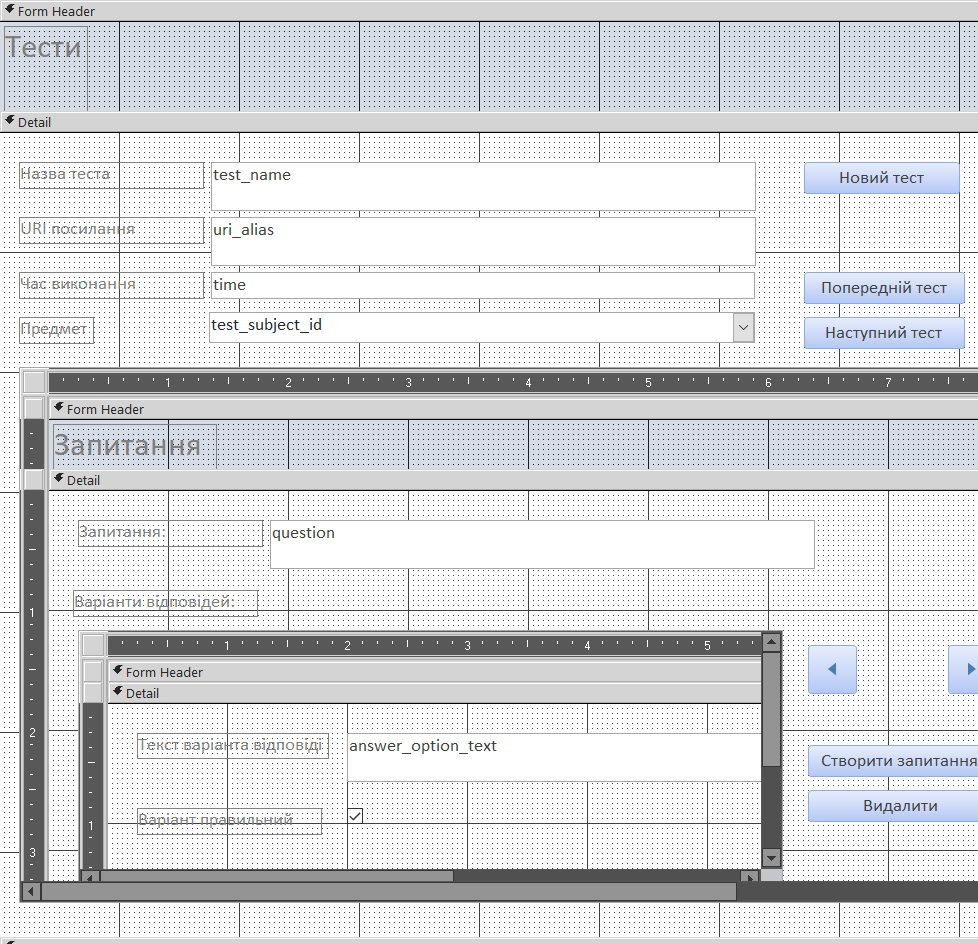 Form Header
Тести
Detail
Назва теста test_name Новий тест
URI посилання uri_alias
Час виконання time Попередній тест
Предмет test_subject_id Наступний тест
1 2 3 4 5 6 7
Form Header
Запитання
Detail
Запитання: question
1
Варіанти відповідей:
1 2 3 4 5
Form Header
Detail
2
Текст варіанта відповіді answer_option_text
Створити запитання
Видалити
1
Варіант правильний
3